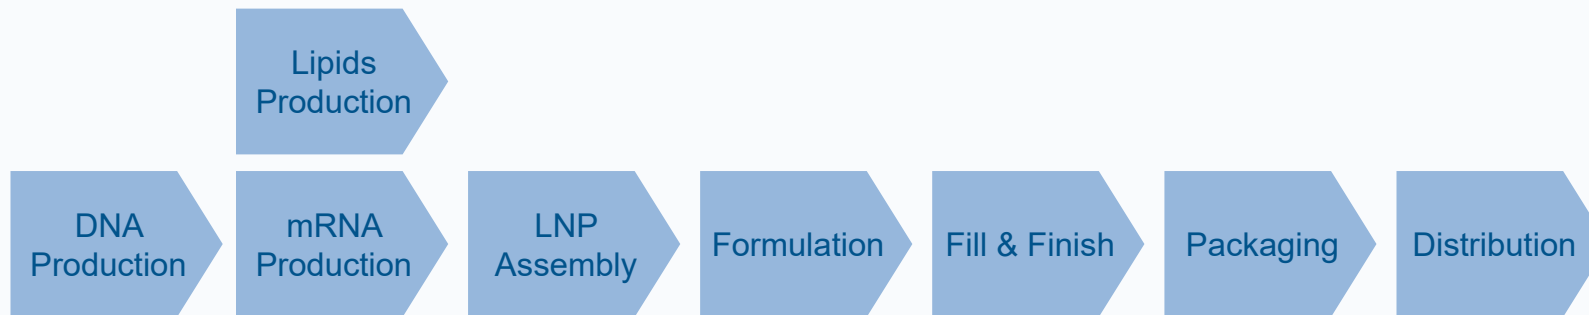 Lipids
Production
DNA
Production
mRNA
Production
LNP
Assembly
Formulation
Fill & Finish
Packaging
Distribution